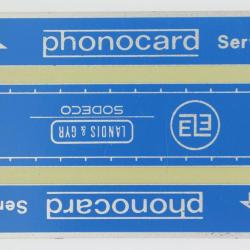 phonocard Ser
SODECO
LANDIS & GYR
phonocard Ser